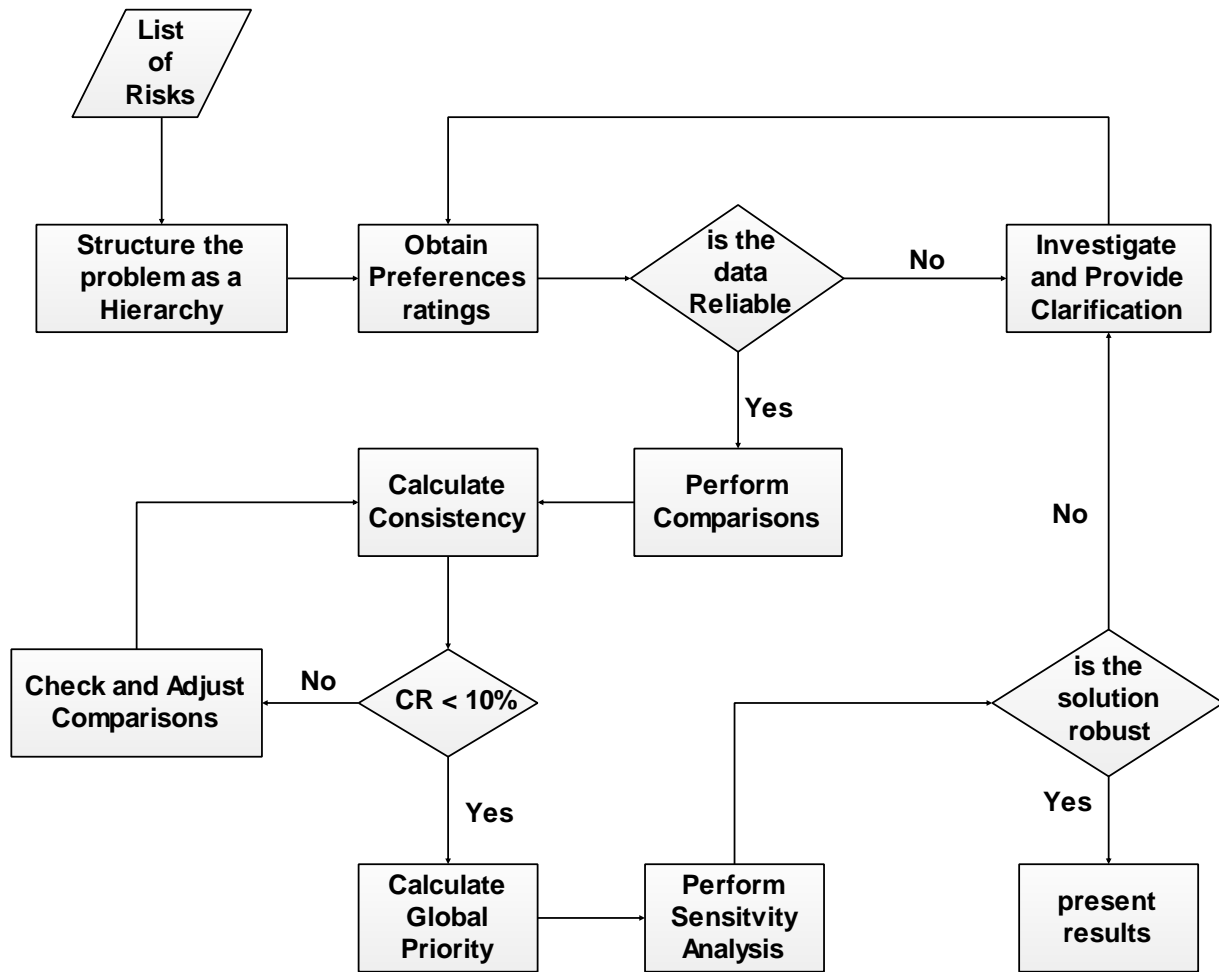 List
of
Risks
Structure the
problem as a
Hierarchy
Obtain
Preferences
ratings
is the
data
Reliable
No
Investigate
and Provide
Clarification
Yes
Calculate
Consistency
Perform
Comparisons
No
Check and Adjust
Comparisons
No
CR < 10%
is the
solution
robust
Yes
Yes
Calculate
Global
Priority
Perform
Sensitvity
Analysis
present
results